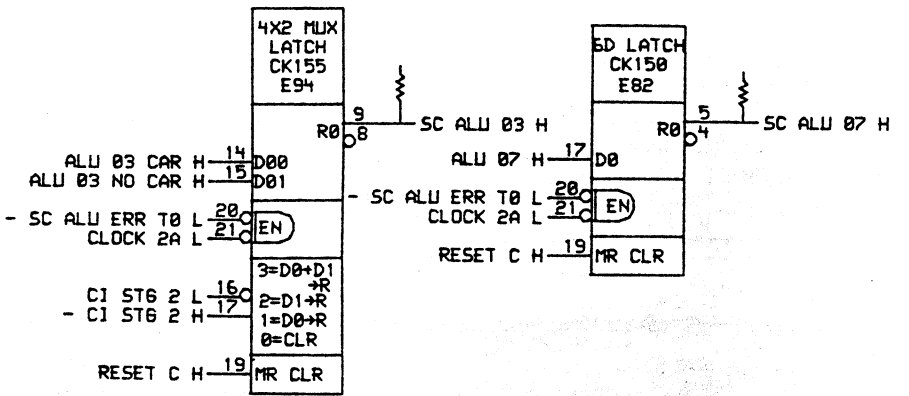 4X2 MUX
LATCH
CK155
E94
R0
9
8
SC ALU 03 H
ALU 03 CAR H 14 D00
ALU 03 NO CAR H 15 D01
- SC ALU ERR T0 L 20
CLOCK 2A L 21
EN
CI STG 2 L 16
- CI STG 2 H 17
3=D0+D1
→R
2=D1→R
1=D0→R
0=CLR
RESET C H 19 MR CLR
6D LATCH
CK150
E82
R0
5
4
SC ALU 07 H
ALU 07 H 17 D0
- SC ALU ERR T0 L 20
CLOCK 2A L 21
EN
RESET C H 19 MR CLR